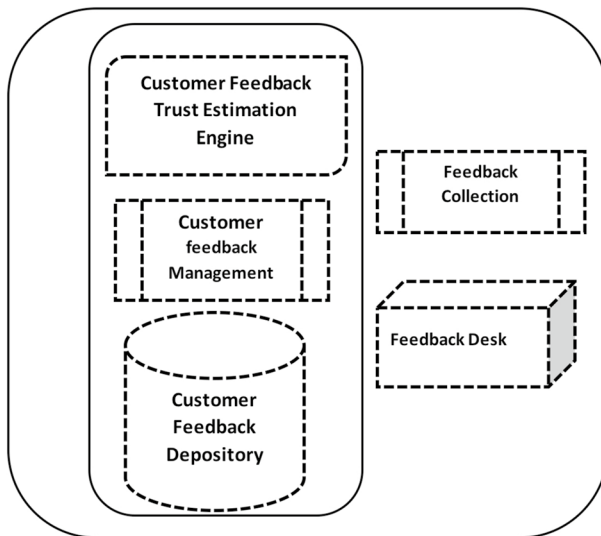 Customer Feedback
Trust Estimation
Engine
Customer
feedback
Management
Customer
Feedback
Depository
Feedback
Collection
Feedback Desk